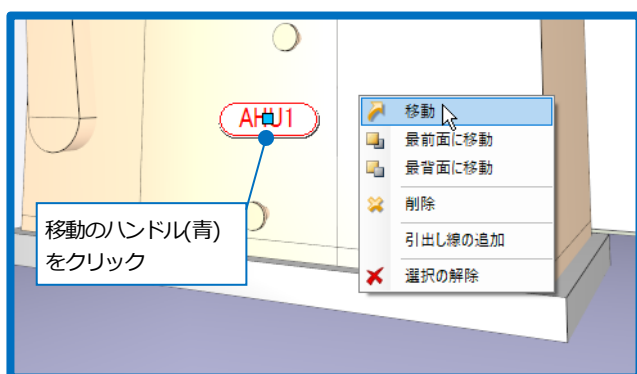 AHU1
移動
最前面に移動
最背面に移動
削除
引出し線の追加
選択の解除
移動のハンドル(青)
をクリック